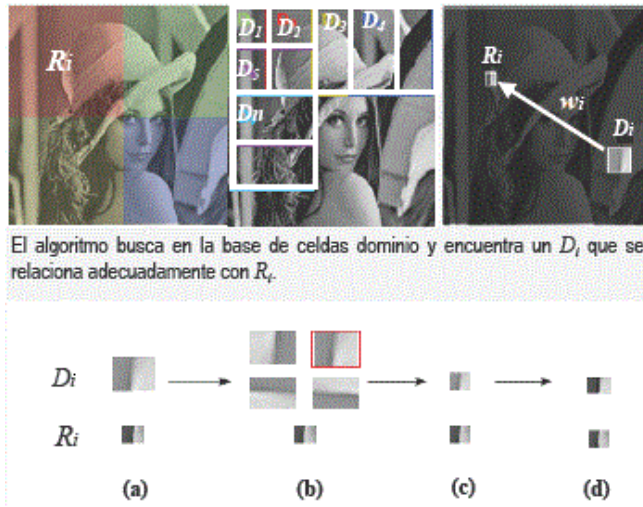 Ri
D1 D2 D3 D4
D5
Dn
Ri
wi
Di
El algoritmo busca en la base de celdas dominio y encuentra un Di que se
relaciona adecuadamente con Ri.
Di
Ri
(a) (b) (c) (d)